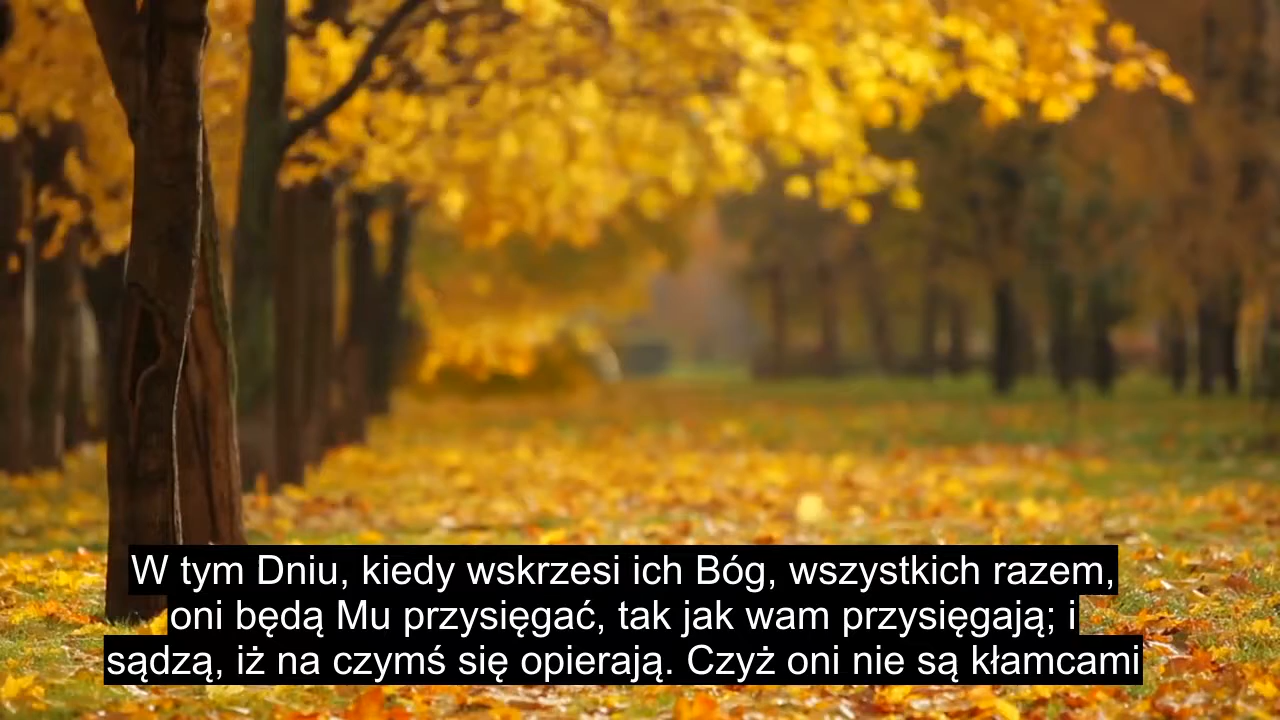 W tym Dniu, kiedy wskrzesi ich Bóg, wszystkich razem,
oni będą Mu przysięgać, tak jak wam przysięgają; i
sądzą, iż na czymś się opierają. Czyż oni nie są kłamcami